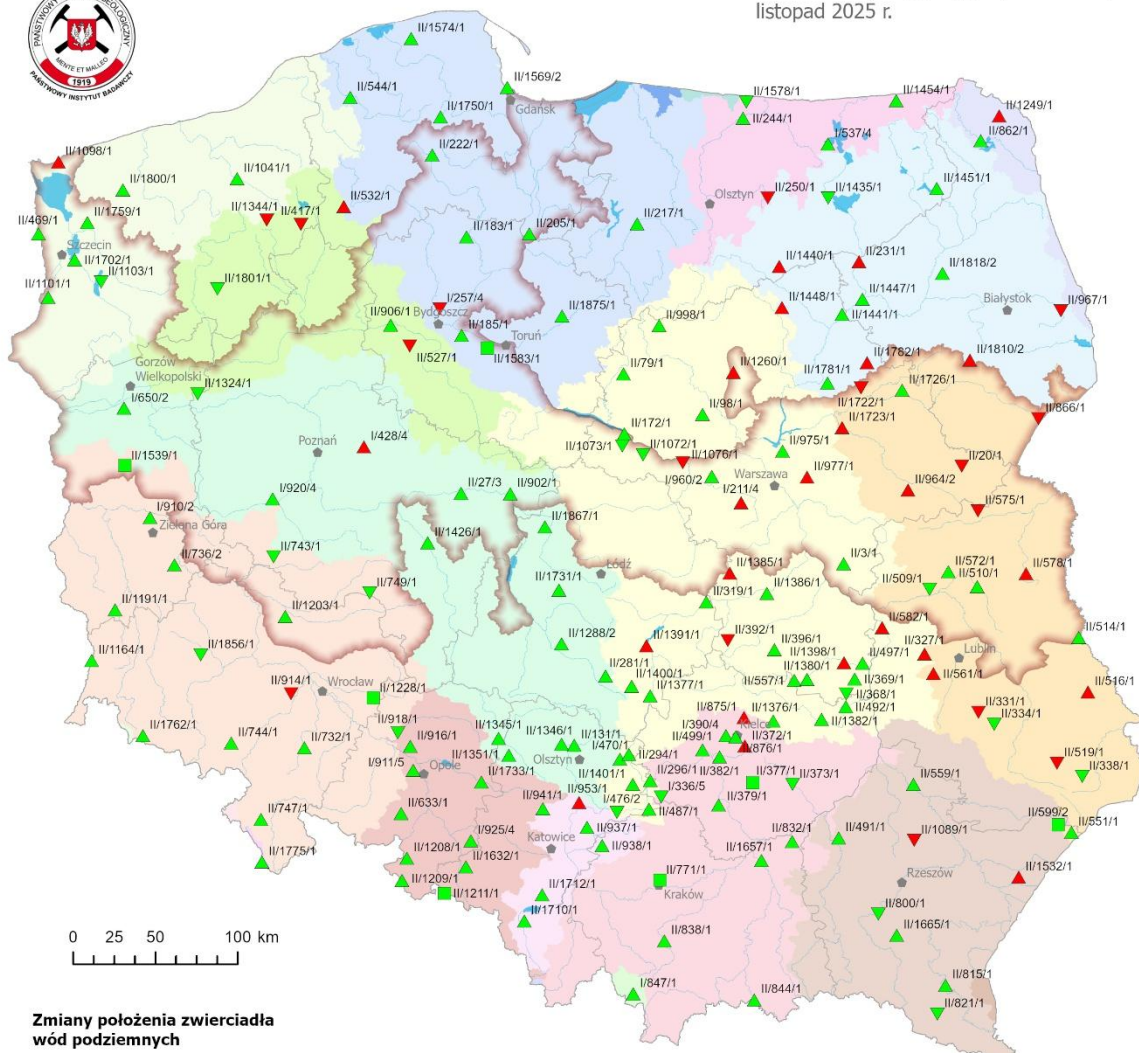 PAŃSTWOWY INSTYTUT BADAWCZY
MENTE ET MALLEO
1919
listopad 2025 r.
II/1574/1
II/1569/2
Gdańsk
II/544/1
II/1750/1
II/222/1
II/1578/1
II/244/1
II/1454/1
II/1249/1
II/862/1
I/537/4
II/1098/1
II/1800/1
II/1041/1
II/1344/1
II/417/1
II/532/1
II/183/1
II/205/1
II/217/1
Olsztyn
II/250/1
II/1435/1
II/1451/1
II/469/1
II/1759/1
Szczecin
II/1702/1
II/1103/1
II/1101/1
II/1801/1
II/1440/1
II/231/1
II/1818/2
II/1447/1
II/1448/1
II/1441/1
Białystok
II/967/1
I/257/4
Bydgoszcz
II/906/1
II/185/1
II/527/1
II/1583/1
Toruń
II/1875/1
II/998/1
II/79/1
II/1260/1
II/98/1
II/1781/1
II/1782/1
II/1810/2
II/1722/1
II/1726/1
II/1723/1
II/866/1
Gorzów
Wielkopolski
II/1324/1
I/650/2
Poznań
I/428/4
II/1539/1
II/172/1
II/1073/1
II/1072/1
II/1076/1
II/975/1
Warszawa
II/977/1
I/960/2
I/211/4
II/20/1
II/964/2
II/575/1
I/920/4
II/27/3
II/902/1
II/1867/1
I/910/2
Zielona Góra
II/736/2
II/743/1
II/1426/1
II/749/1
II/1203/1
II/1731/1
Łódź
II/1385/1
II/319/1
II/1386/1
II/3/1
II/509/1
II/572/1
II/510/1
II/578/1
II/514/1
II/1191/1
II/1164/1
II/1856/1
II/914/1
Wrocław
II/1228/1
II/1288/2
II/281/1
II/1391/1
II/1400/1
II/1377/1
II/392/1
II/396/1
II/1398/1
II/1380/1
II/557/1
II/582/1
II/497/1
II/327/1
II/369/1
II/368/1
II/492/1
II/1382/1
Lublin
II/561/1
II/516/1
II/331/1
II/334/1
II/519/1
II/338/1
II/1762/1
II/744/1
II/732/1
II/918/1
II/916/1
I/911/5
Opole
II/1345/1
II/1351/1
II/1733/1
II/1346/1
II/131/1
I/470/1
Olsztyn
II/1401/1
II/294/1
II/296/1
I/336/5
I/476/2
II/487/1
II/875/1
I/390/4
Kielce
II/499/1
II/372/1
II/876/1
II/382/1
II/1376/1
II/377/1
II/373/1
II/379/1
II/747/1
II/1775/1
II/633/1
I/925/4
II/1208/1
II/1632/1
II/1209/1
II/1211/1
II/941/1
II/953/1
Katowice
II/937/1
II/938/1
II/1712/1
II/1710/1
II/771/1
Kraków
II/838/1
II/847/1
II/844/1
II/1657/1
II/832/1
II/491/1
II/559/1
II/1089/1
Rzeszów
II/599/2
II/551/1
II/1532/1
II/800/1
II/1665/1
II/815/1
II/821/1
0 25 50 100 km
Zmiany położenia zwierciadła
wód podziemnych